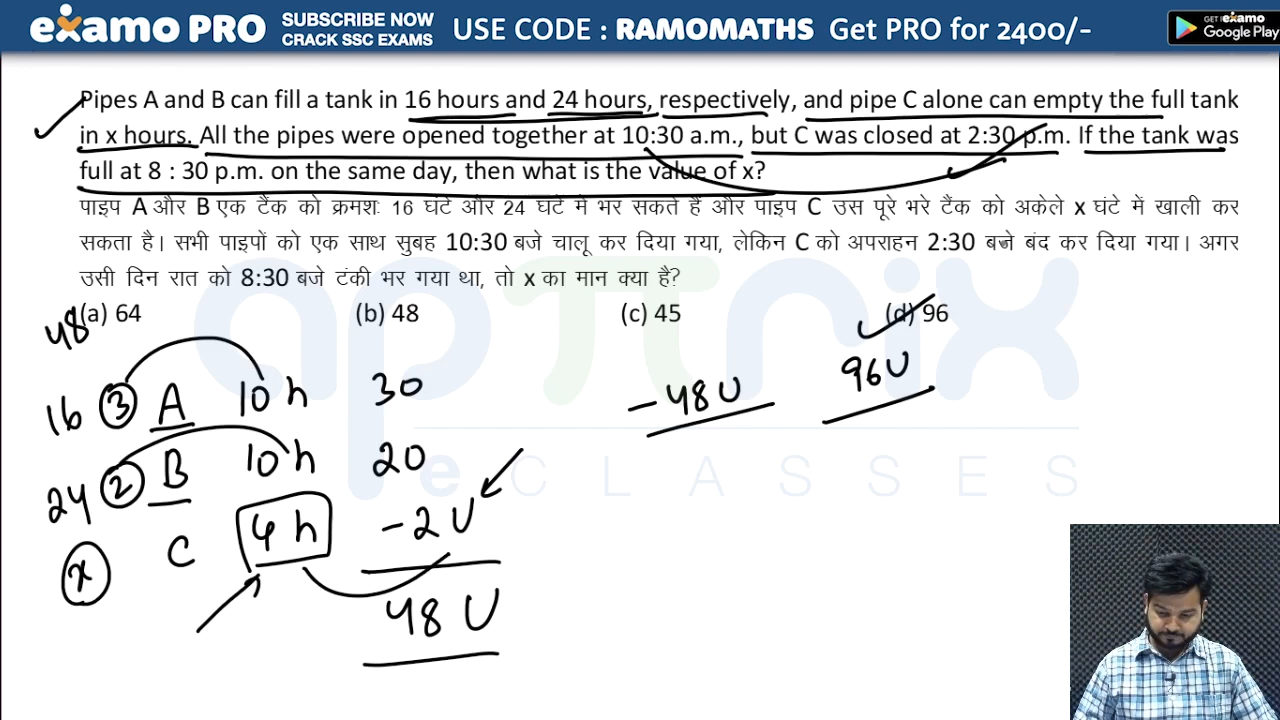 examo PRO
SUBSCRIBE NOW
CRACK SSC EXAMS
USE CODE : RAMOMATHS Get PRO for 2400/-
GET IT examo
Google Play
Pipes A and B can fill a tank in 16 hours and 24 hours, respectively, and pipe C alone can empty the full tank
in x hours. All the pipes were opened together at 10:30 a.m., but C was closed at 2:30 p.m. If the tank was
full at 8 : 30 p.m. on the same day, then what is the value of x?
पाइप A और B एक टैंक को क्रमशः 16 घंटे और 24 घंटे में भर सकते हैं और पाइप C उस पूरे भरे टैंक को अकेले x घंटे में खाली कर
सकता है। सभी पाइपों को एक साथ सुबह 10:30 बजे चालू कर दिया गया, लेकिन C को अपराहन 2:30 बजे बंद कर दिया गया। अगर
उसी दिन रात को 8:30 बजे टंकी भर गया था, तो x का मान क्या है?
(a) 64 (b) 48 (c) 45 (d) 96
48
16 3 A 10 h 30 - 48 U 96 U
24 2 B 10 h 20
x C 4 h - 2 U
48 U
apπrix
e CLASSES